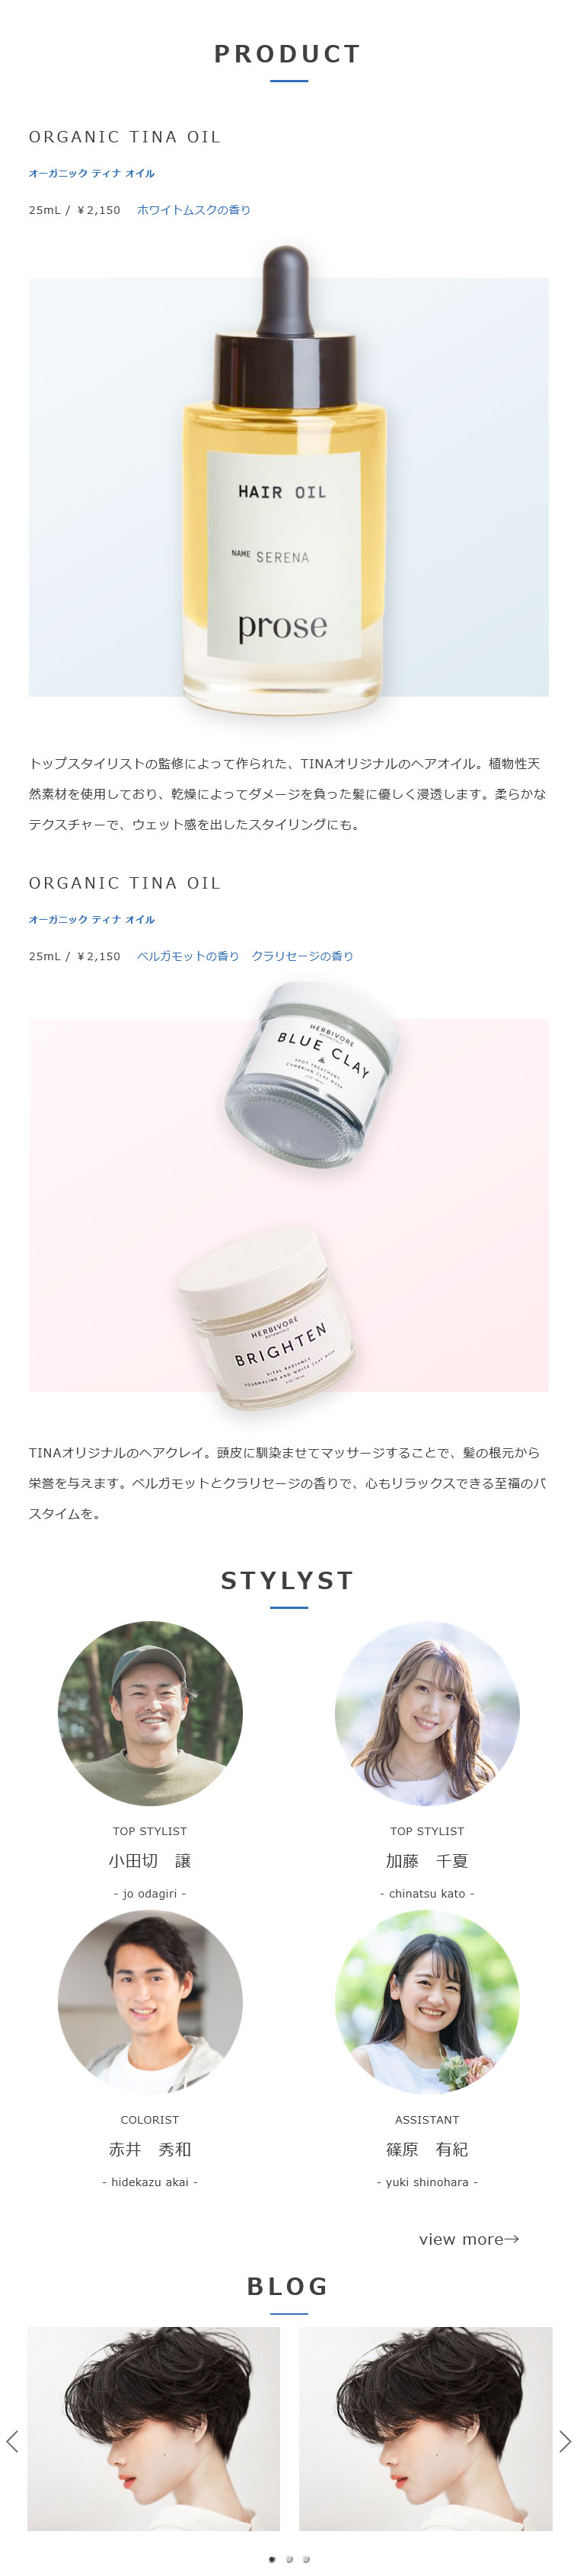 PRODUCT
ORGANIC TINA OIL
オーガニック ティナ オイル
25mL / ￥2,150　ホワイトムスクの香り
HAIR OIL
NAME SERENA
prose
トップスタイリストの監修によって作られた、TINAオリジナルのヘアオイル。植物性天
然素材を使用しており、乾燥によってダメージを負った髪に優しく浸透します。柔らかな
テクスチャーで、ウェット感を出したスタイリングにも。
ORGANIC TINA OIL
オーガニック ティナ オイル
25mL / ￥2,150　ベルガモットの香り　クラリセージの香り
HERBIVORE
BOTANICALS
BLUE CLAY
SPOT TREATMENT
CAMBRIAN CLAY MASK
HERBIVORE
BOTANICALS
BRIGHTEN
VITAL RADIANCE
TOURMALINE AND WHITE CLAY MASK
TINAオリジナルのヘアクレイ。頭皮に馴染ませてマッサージすることで、髪の根元から
栄誉を与えます。ベルガモットとクラリセージの香りで、心もリラックスできる至福のバ
スタイムを。
STYLYST
TOP STYLIST
小田切　譲
- jo odagiri -
TOP STYLIST
加藤　千夏
- chinatsu kato -
COLORIST
赤井　秀和
- hidekazu akai -
ASSISTANT
篠原　有紀
- yuki shinohara -
view more→
BLOG